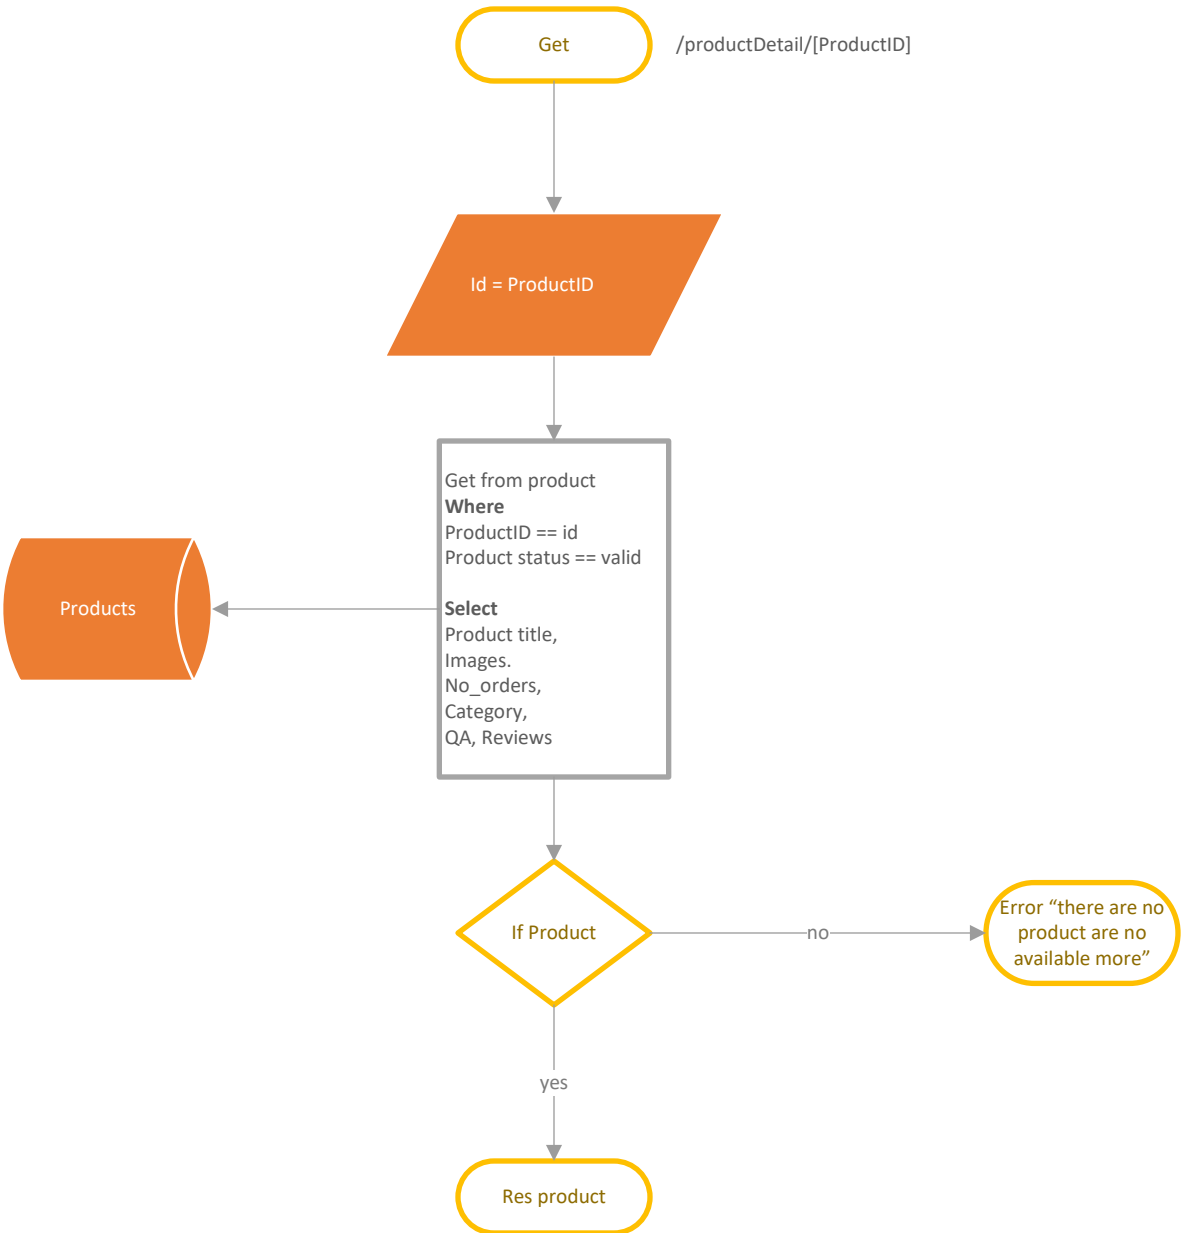 Get
/productDetail/[ProductID]
Id = ProductID
Get from product
Where
ProductID == id
Product status == valid
Select
Product title,
Images.
No_orders,
Category,
QA, Reviews
Products
If Product
no
Error “there are no
product are no
available more”
yes
Res product